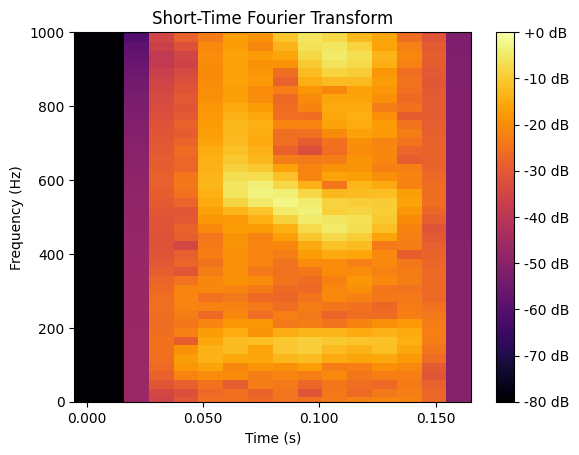 Short-Time Fourier Transform
1000
800
600
400
200
0
Frequency (Hz)
0.000
0.050
0.100
0.150
Time (s)
+0 dB
-10 dB
-20 dB
-30 dB
-40 dB
-50 dB
-60 dB
-70 dB
-80 dB